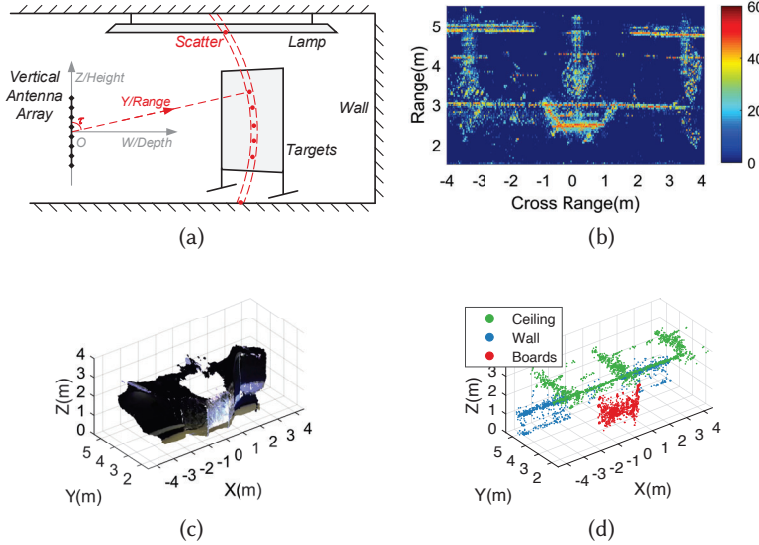 Scatter
Lamp
Vertical
Antenna
Array
Z/Height
Y/Range
τ
O
W/Depth
Wall
Targets
(a)
5
4
3
2
Range(m)
-4 -3 -2 -1 0 1 2 3 4
Cross Range(m)
60
50
40
30
20
10
0
(b)
4
3
2
1
0
Z(m)
5 4 3 2
Y(m)
-4 -3 -2 -1 0 1 2 3 4
X(m)
(c)
Ceiling
Wall
Boards
3
2
1
0
Z(m)
5 4 3 2
Y(m)
-4 -3 -2 -1 0 1 2 3 4
X(m)
(d)